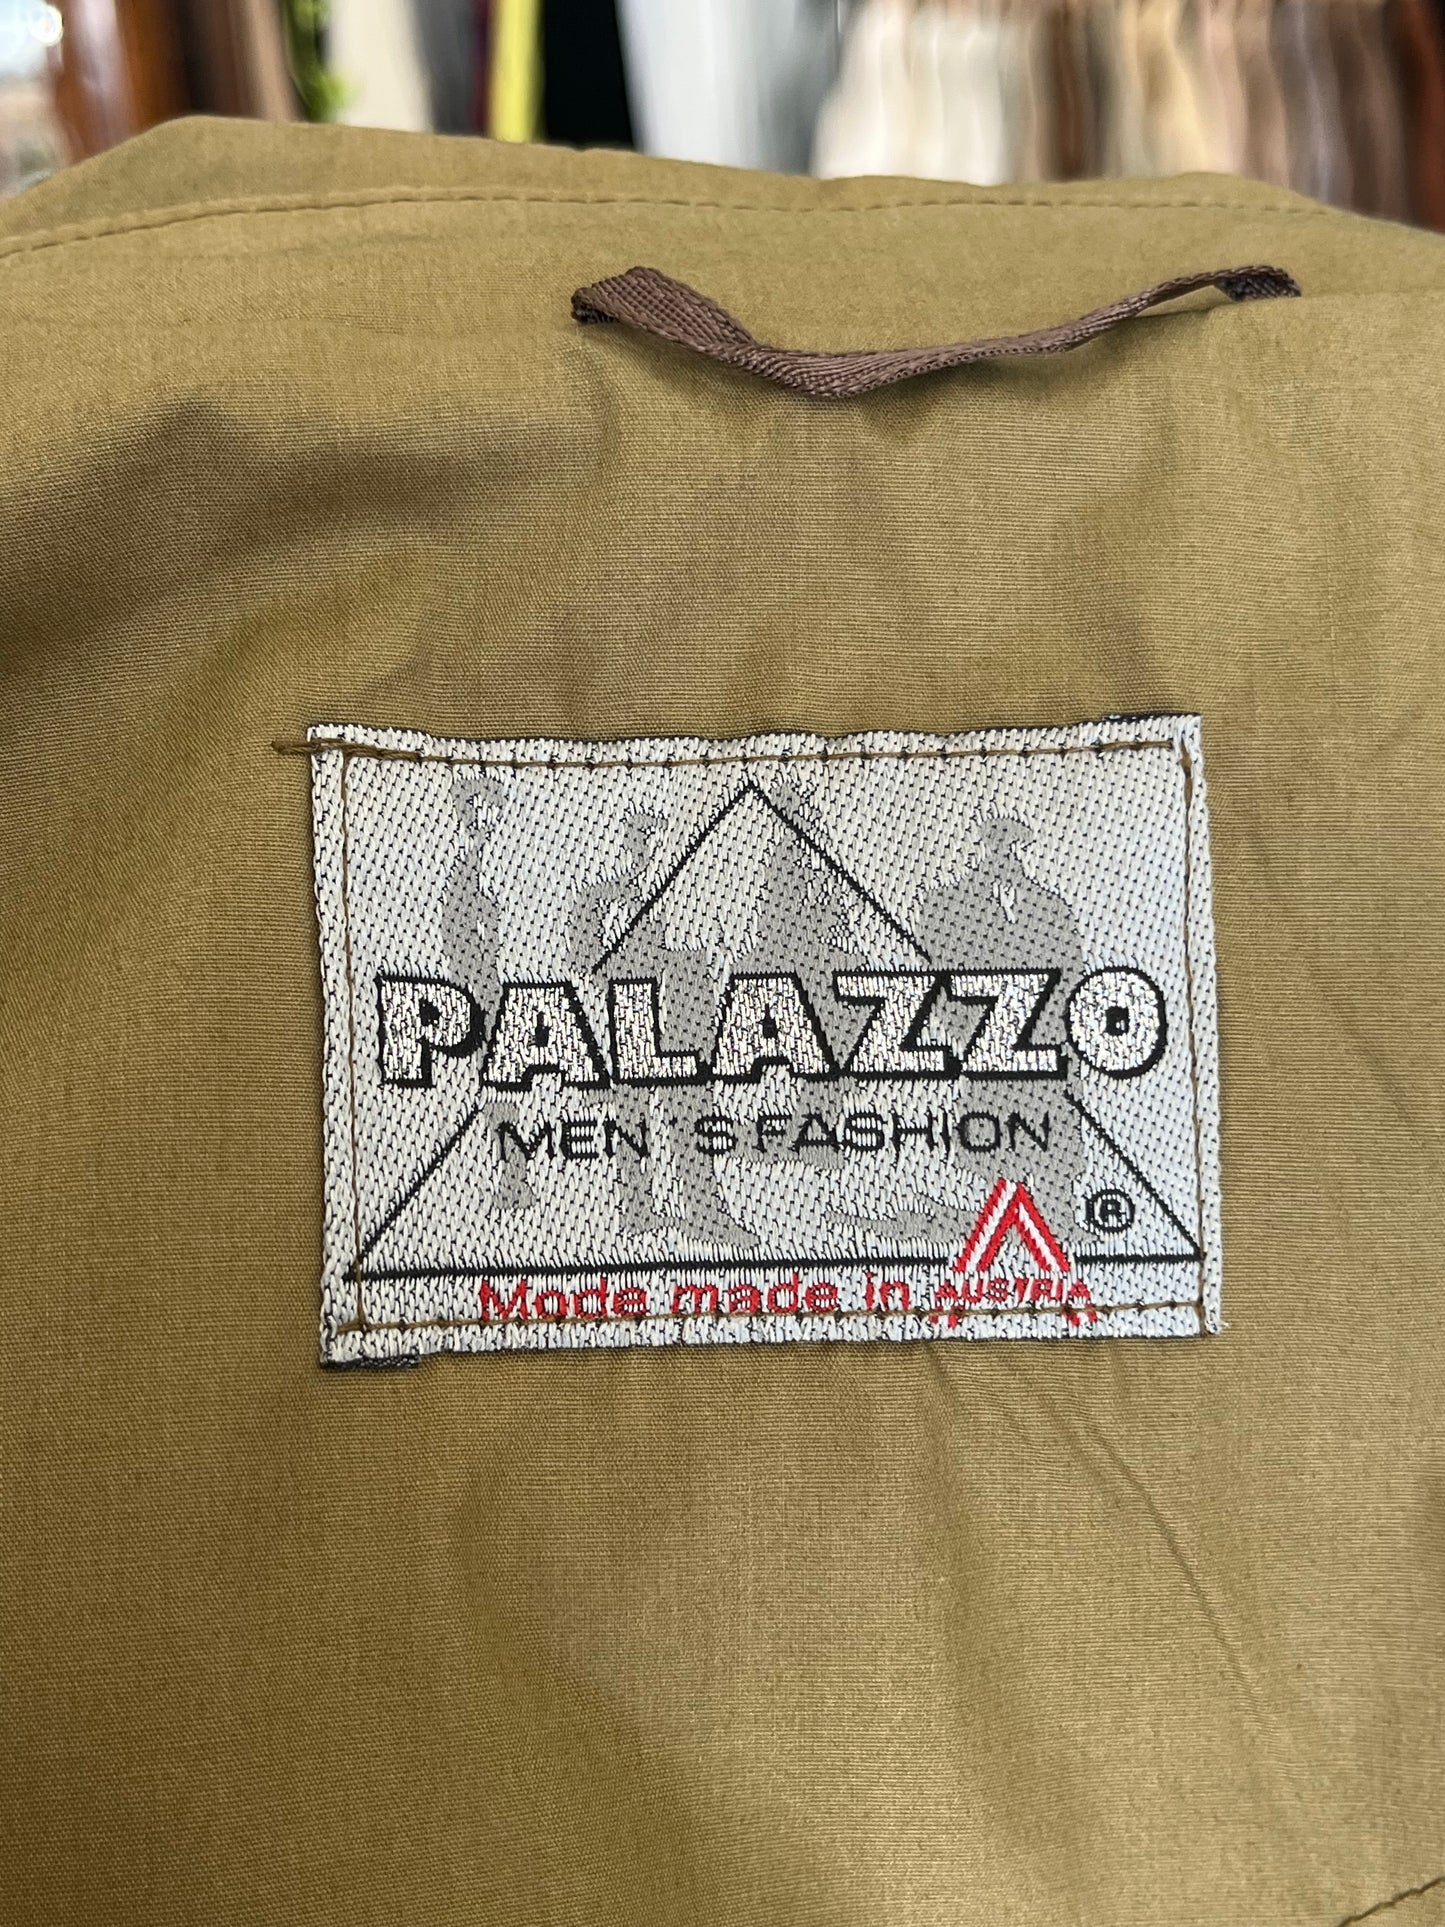 PALAZZO
MEN´S FASHION
®
Mode made in AUSTRIA